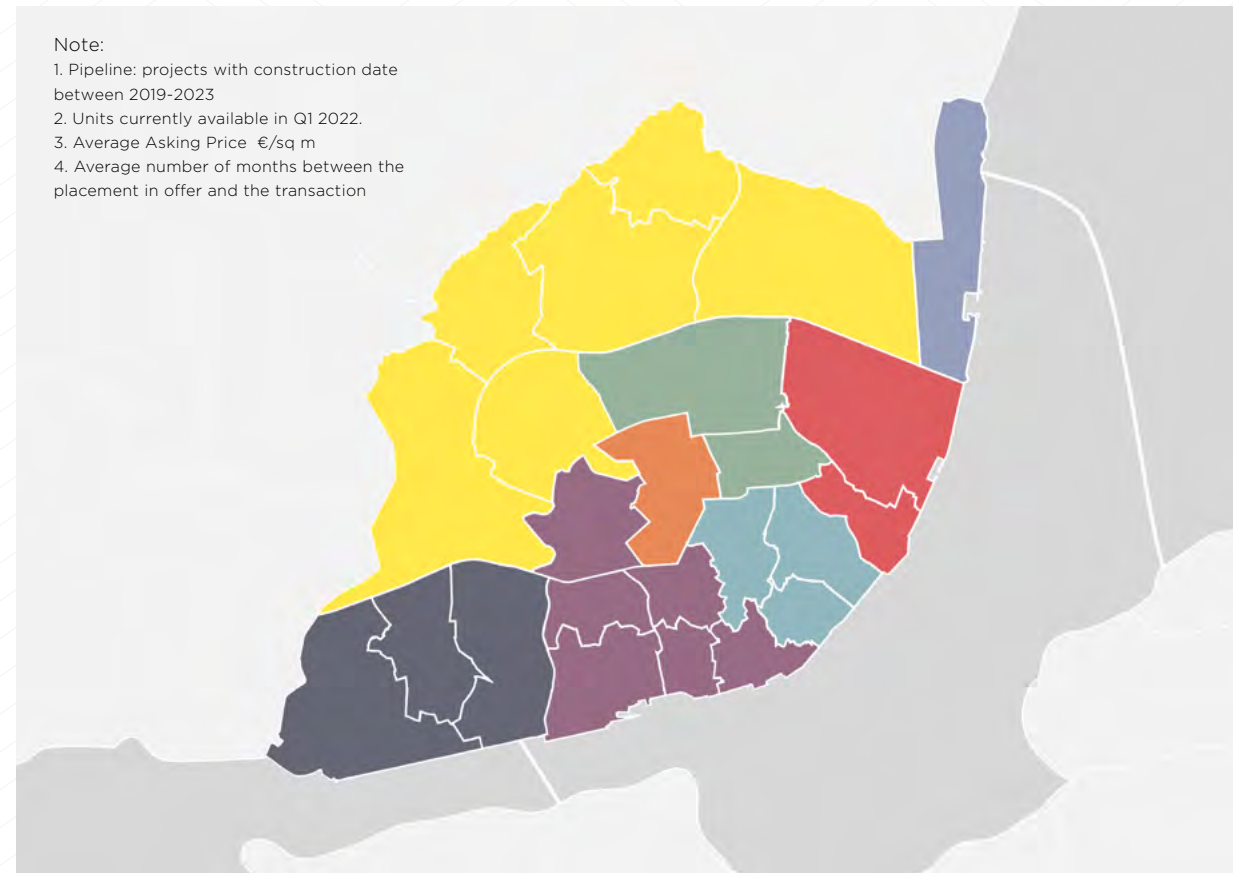 Note:
1. Pipeline: projects with construction date
between 2019-2023
2. Units currently available in Q1 2022.
3. Average Asking Price €/sq m
4. Average number of months between the
placement in offer and the transaction